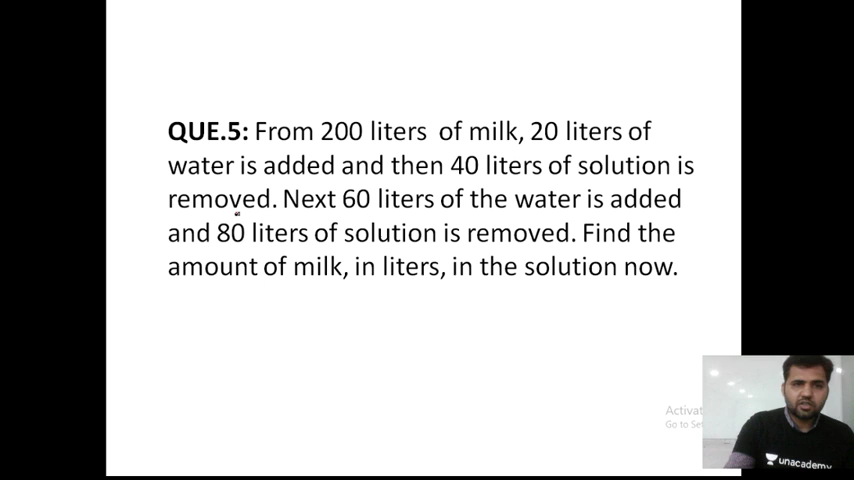 QUE.5: From 200 liters  of milk, 20 liters of
water is added and then 40 liters of solution is
removed. Next 60 liters of the water is added
and 80 liters of solution is removed. Find the
amount of milk, in liters, in the solution now.
Activat
Go to Set
unacademy